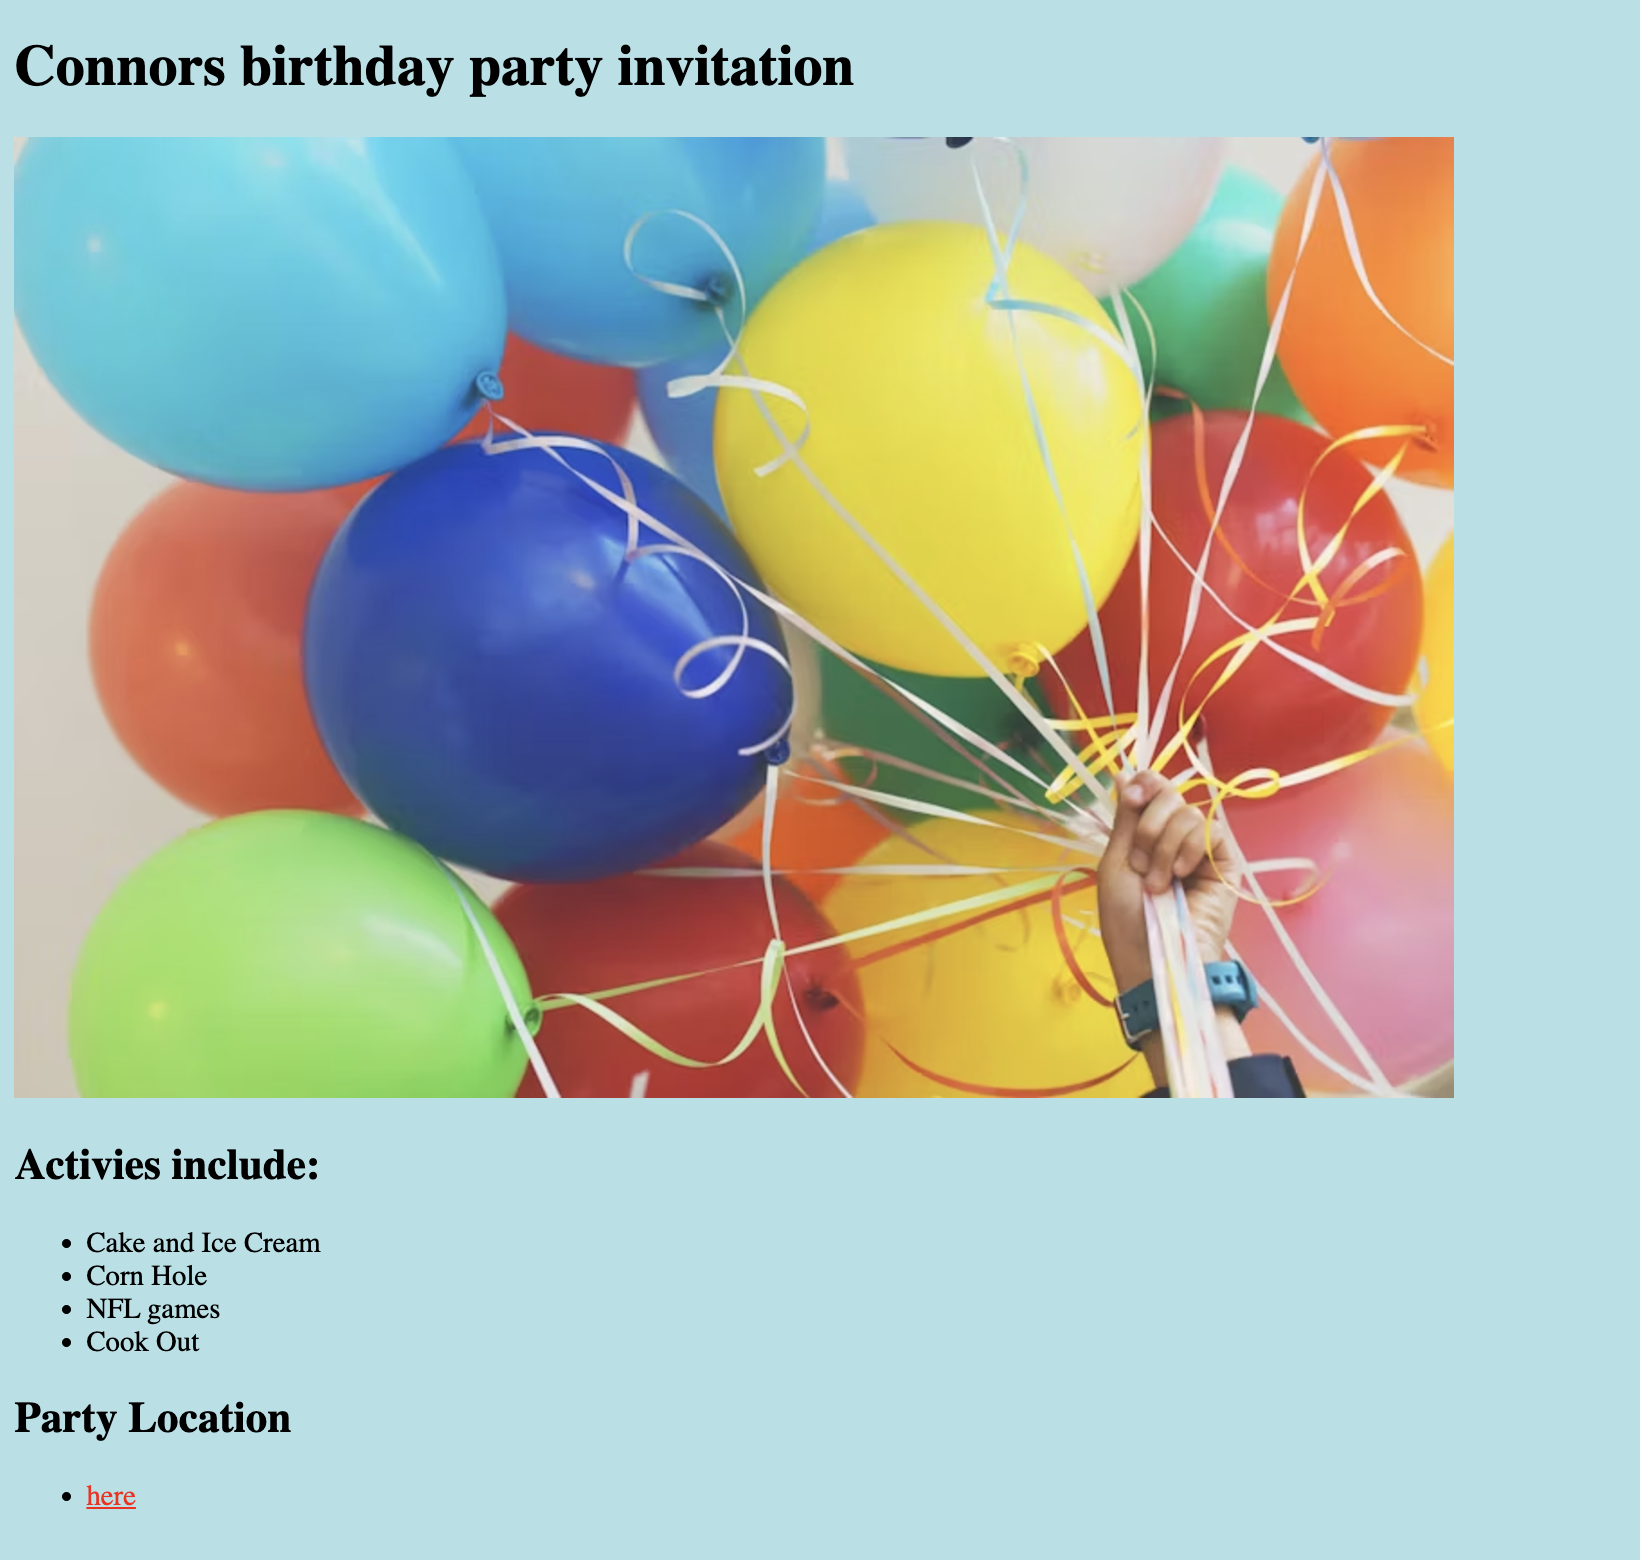 Connors birthday party invitation
Activies include:
• Cake and Ice Cream
• Corn Hole
• NFL games
• Cook Out
Party Location
• here